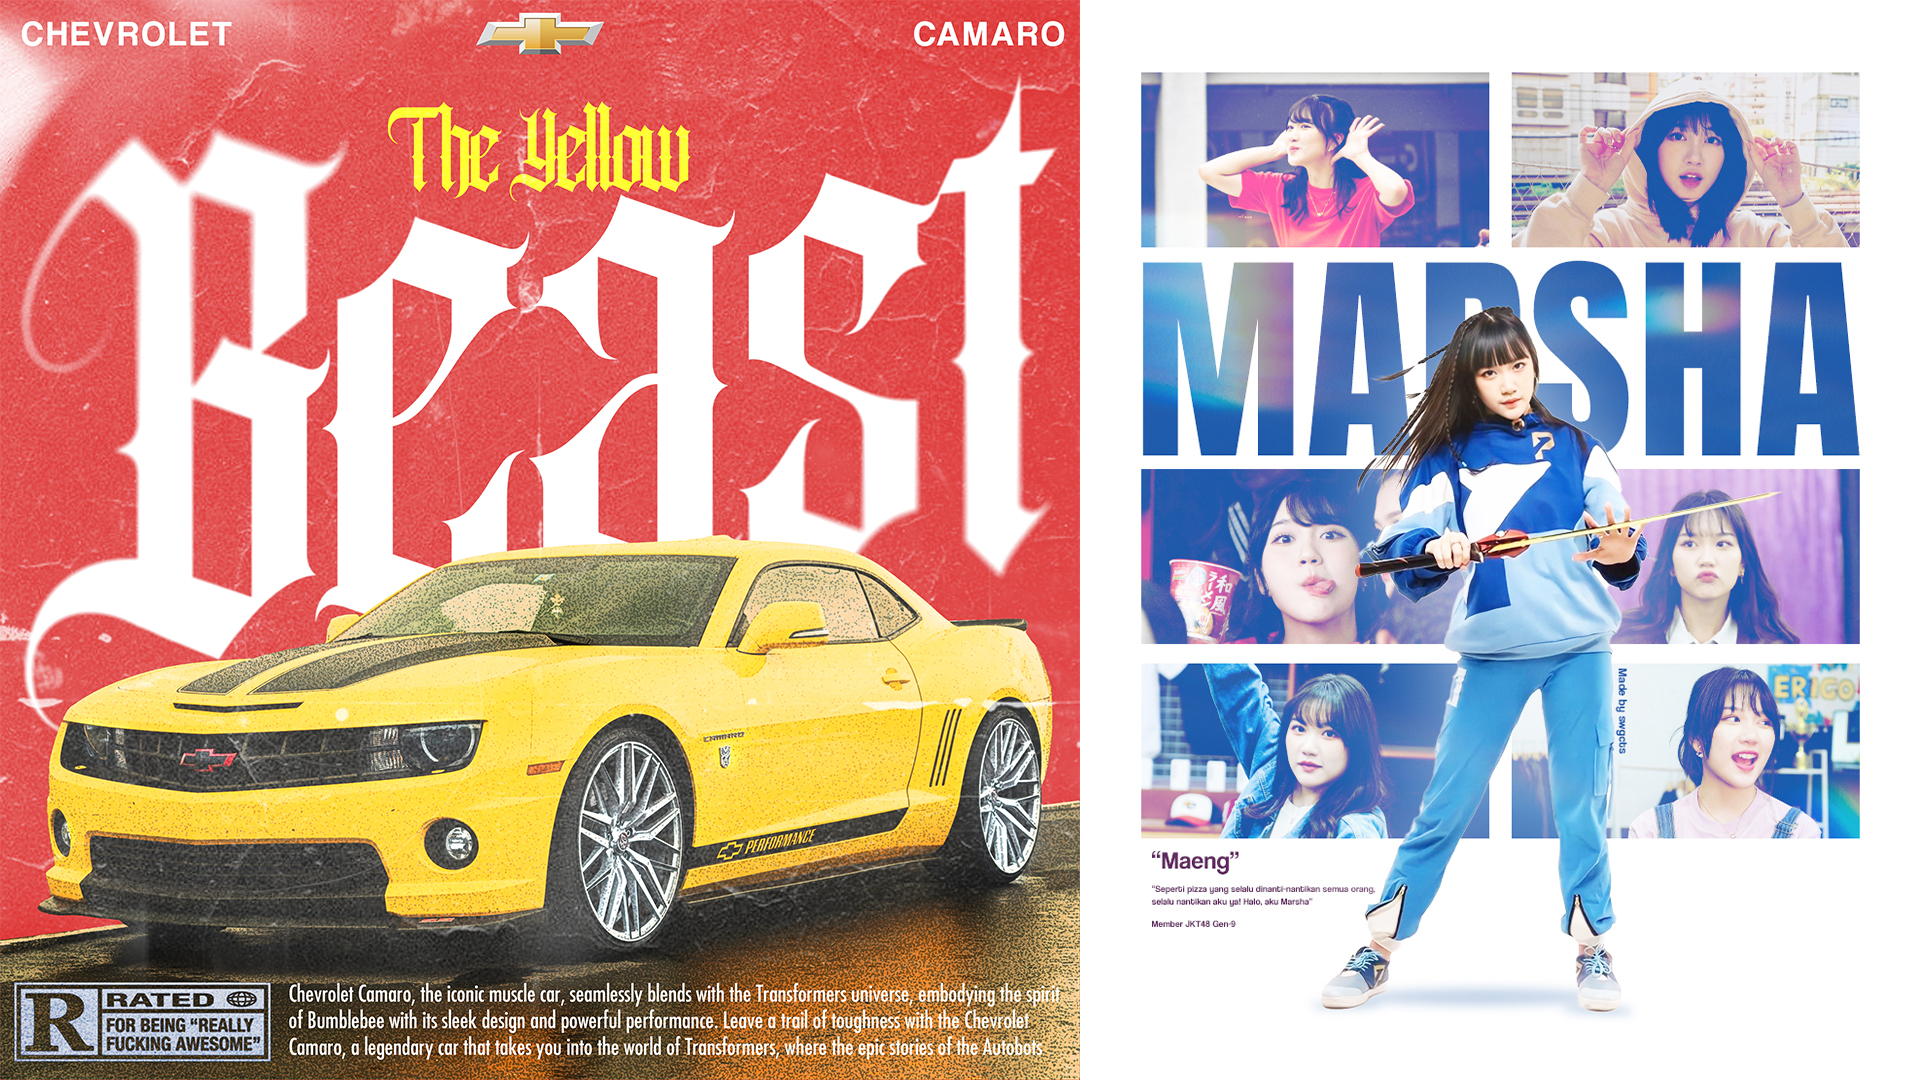 CHEVROLET
CAMARO
The Yellow
Beast
CAMARO
PERFORMANCE
R
RATED
FOR BEING “REALLY
FUCKING AWESOME”
Chevrolet Camaro, the iconic muscle car, seamlessly blends with the Transformers universe, embodying the spirit
of Bumblebee with its sleek design and powerful performance. Leave a trail of toughness with the Chevrolet
Camaro, a legendary car that takes you into the world of Transformers, where the epic stories of the Autobots
MARSHA
和
風
P
ERIGO
Made by swgcts
“Maeng”
“Seperti pizza yang selalu dinanti-nantikan semua orang,
selalu nantikan aku ya! Halo, aku Marsha”
Member JKT48 Gen-9